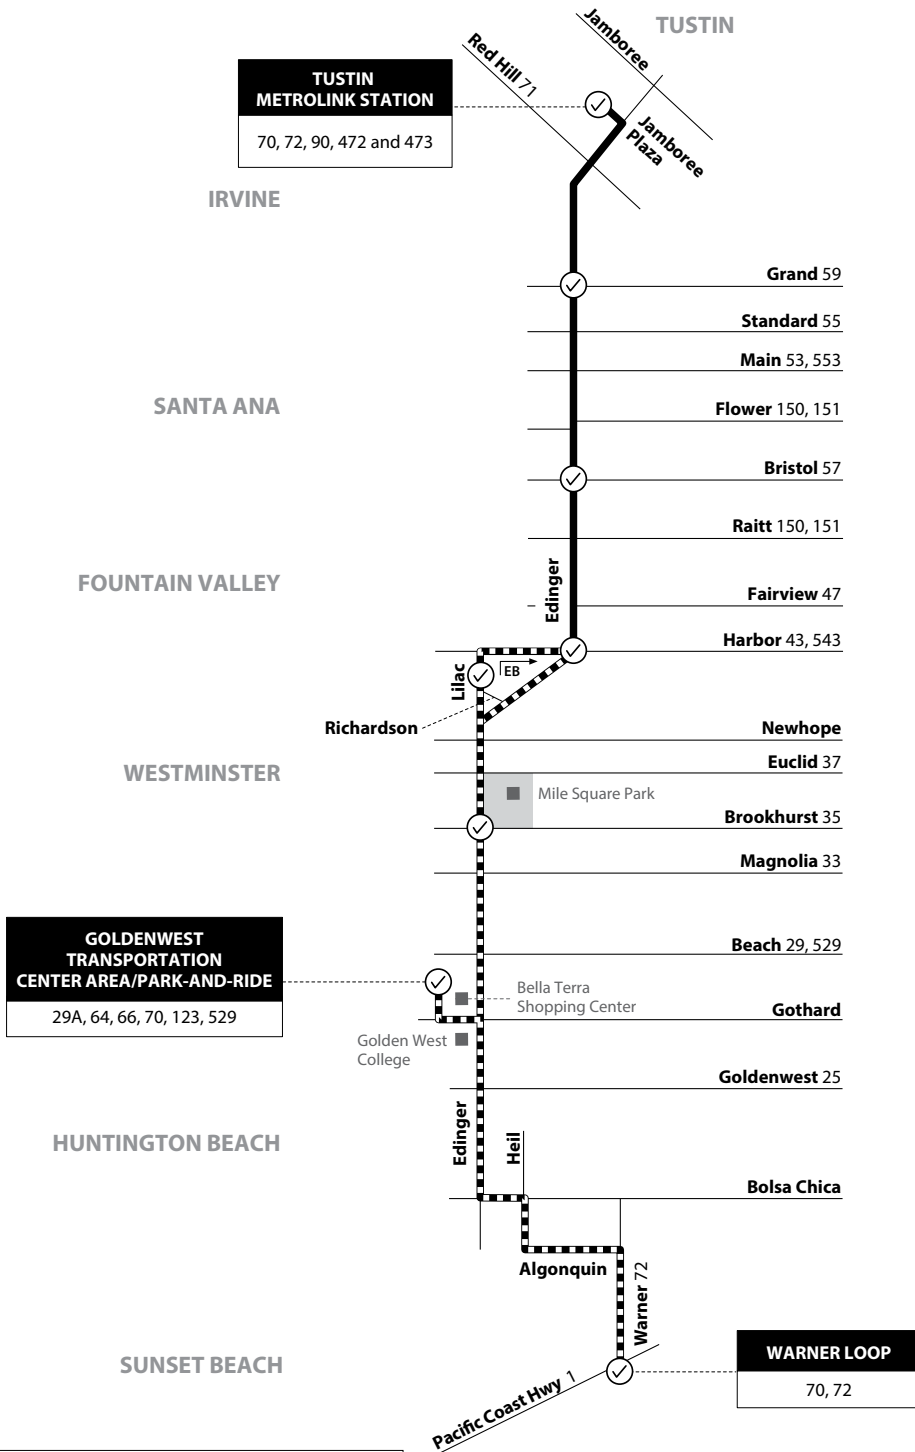 TUSTIN
Jamboree
Red Hill 71
TUSTIN
METROLINK STATION
70, 72, 90, 472 and 473
Jamboree
Plaza
IRVINE
Grand 59
Standard 55
Main 53, 553
SANTA ANA
Flower 150, 151
Bristol 57
Raitt 150, 151
FOUNTAIN VALLEY
Edinger
Fairview 47
Harbor 43, 543
Lilac
EB
Richardson
Newhope
WESTMINSTER
Euclid 37
Mile Square Park
Brookhurst 35
Magnolia 33
GOLDENWEST
TRANSPORTATION
CENTER AREA/PARK-AND-RIDE
29A, 64, 66, 70, 123, 529
Beach 29, 529
Bella Terra
Shopping Center
Gothard
Golden West
College
Goldenwest 25
HUNTINGTON BEACH
Edinger
Heil
Bolsa Chica
Algonquin
Warner 72
SUNSET BEACH
WARNER LOOP
70, 72
Pacific Coast Hwy 1